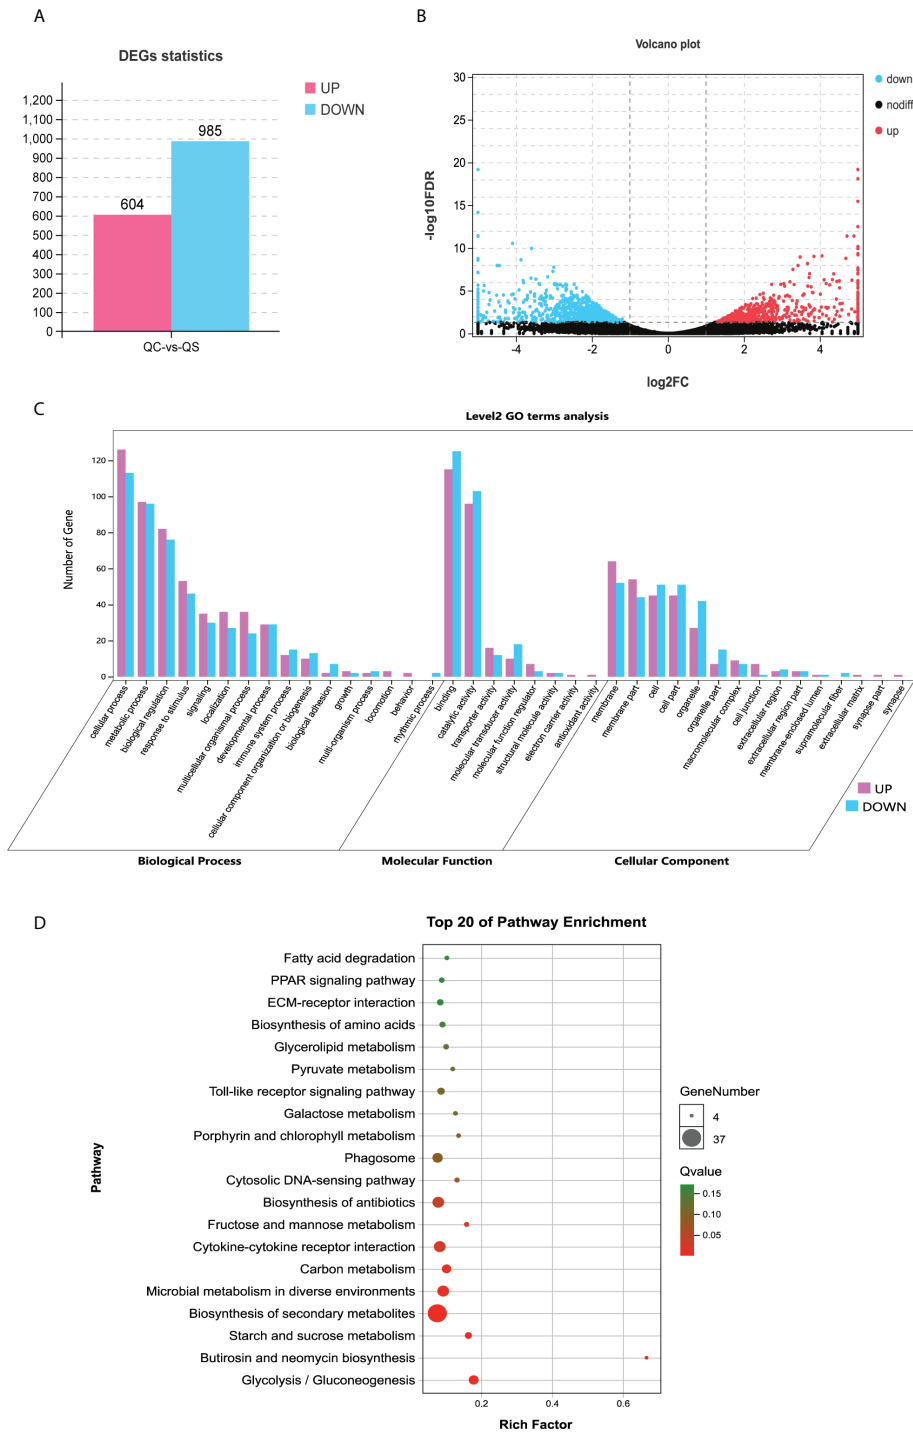 A
DEGs statistics
UP
DOWN
1,200
1,100
1,000
900
800
700
600
500
400
300
200
100
0
604
985
QC-vs-QS
B
Volcano plot
down
nodiff
up
-log10FDR
30
25
20
15
10
5
0
-4
-2
0
2
4
log2FC
C
Level2 GO terms analysis
Number of Gene
120
100
80
60
40
20
0
cellular process
metabolic process
biological regulation
response to stimulus
signaling
localization
multicellular organismal process
developmental process
immune system process
cellular component organization or biogenesis
biological adhesion
growth
multi-organism process
locomotion
behavior
rhythmic process
binding
catalytic activity
transporter activity
molecular transducer activity
molecular function regulator
structural molecule activity
electron carrier activity
antioxidant activity
membrane
membrane part
cell
cell part
organelle
organelle part
macromolecular complex
cell junction
extracellular region
extracellular region part
membrane-enclosed lumen
supramolecular fiber
extracellular matrix
synapse part
synapse
UP
DOWN
Biological Process
Molecular Function
Cellular Component
D
Top 20 of Pathway Enrichment
Pathway
Fatty acid degradation
PPAR signaling pathway
ECM-receptor interaction
Biosynthesis of amino acids
Glycerolipid metabolism
Pyruvate metabolism
Toll-like receptor signaling pathway
Galactose metabolism
Porphyrin and chlorophyll metabolism
Phagosome
Cytosolic DNA-sensing pathway
Biosynthesis of antibiotics
Fructose and mannose metabolism
Cytokine-cytokine receptor interaction
Carbon metabolism
Microbial metabolism in diverse environments
Biosynthesis of secondary metabolites
Starch and sucrose metabolism
Butirosin and neomycin biosynthesis
Glycolysis / Gluconeogenesis
0.2
0.4
0.6
Rich Factor
GeneNumber
4
37
Qvalue
0.15
0.10
0.05